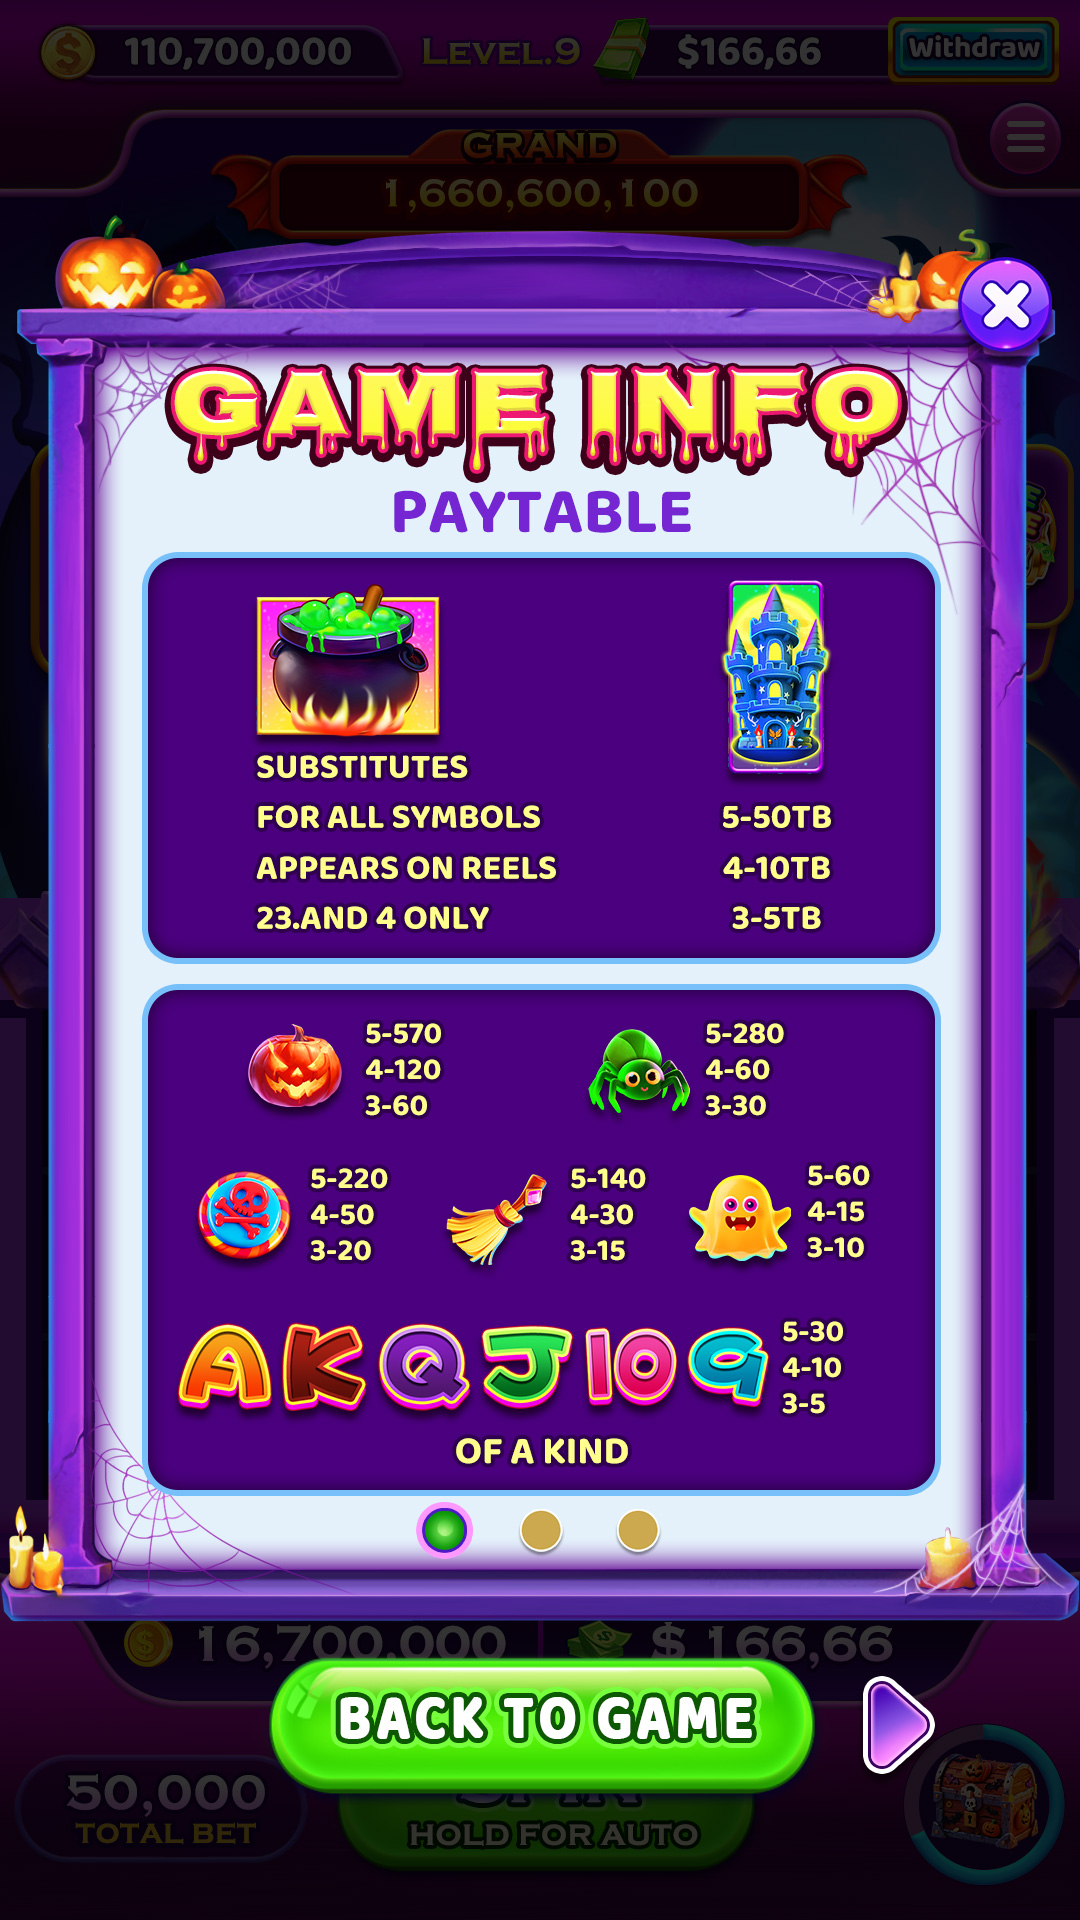 110,700,000 LEVEL.9 $166,66 Withdraw
GRAND
1,660,600,100
GAME INFO
PAYTABLE
SUBSTITUTES
FOR ALL SYMBOLS
APPEARS ON REELS
23.AND 4 ONLY
5-50TB
4-10TB
3-5TB
5-570
4-120
3-60
5-280
4-60
3-30
5-220
4-50
3-20
5-140
4-30
3-15
5-60
4-15
3-10
A K Q J 10 9
5-30
4-10
3-5
OF A KIND
16,700,000 $ 166,66
BACK TO GAME
50,000
TOTAL BET
SPIN
HOLD FOR AUTO